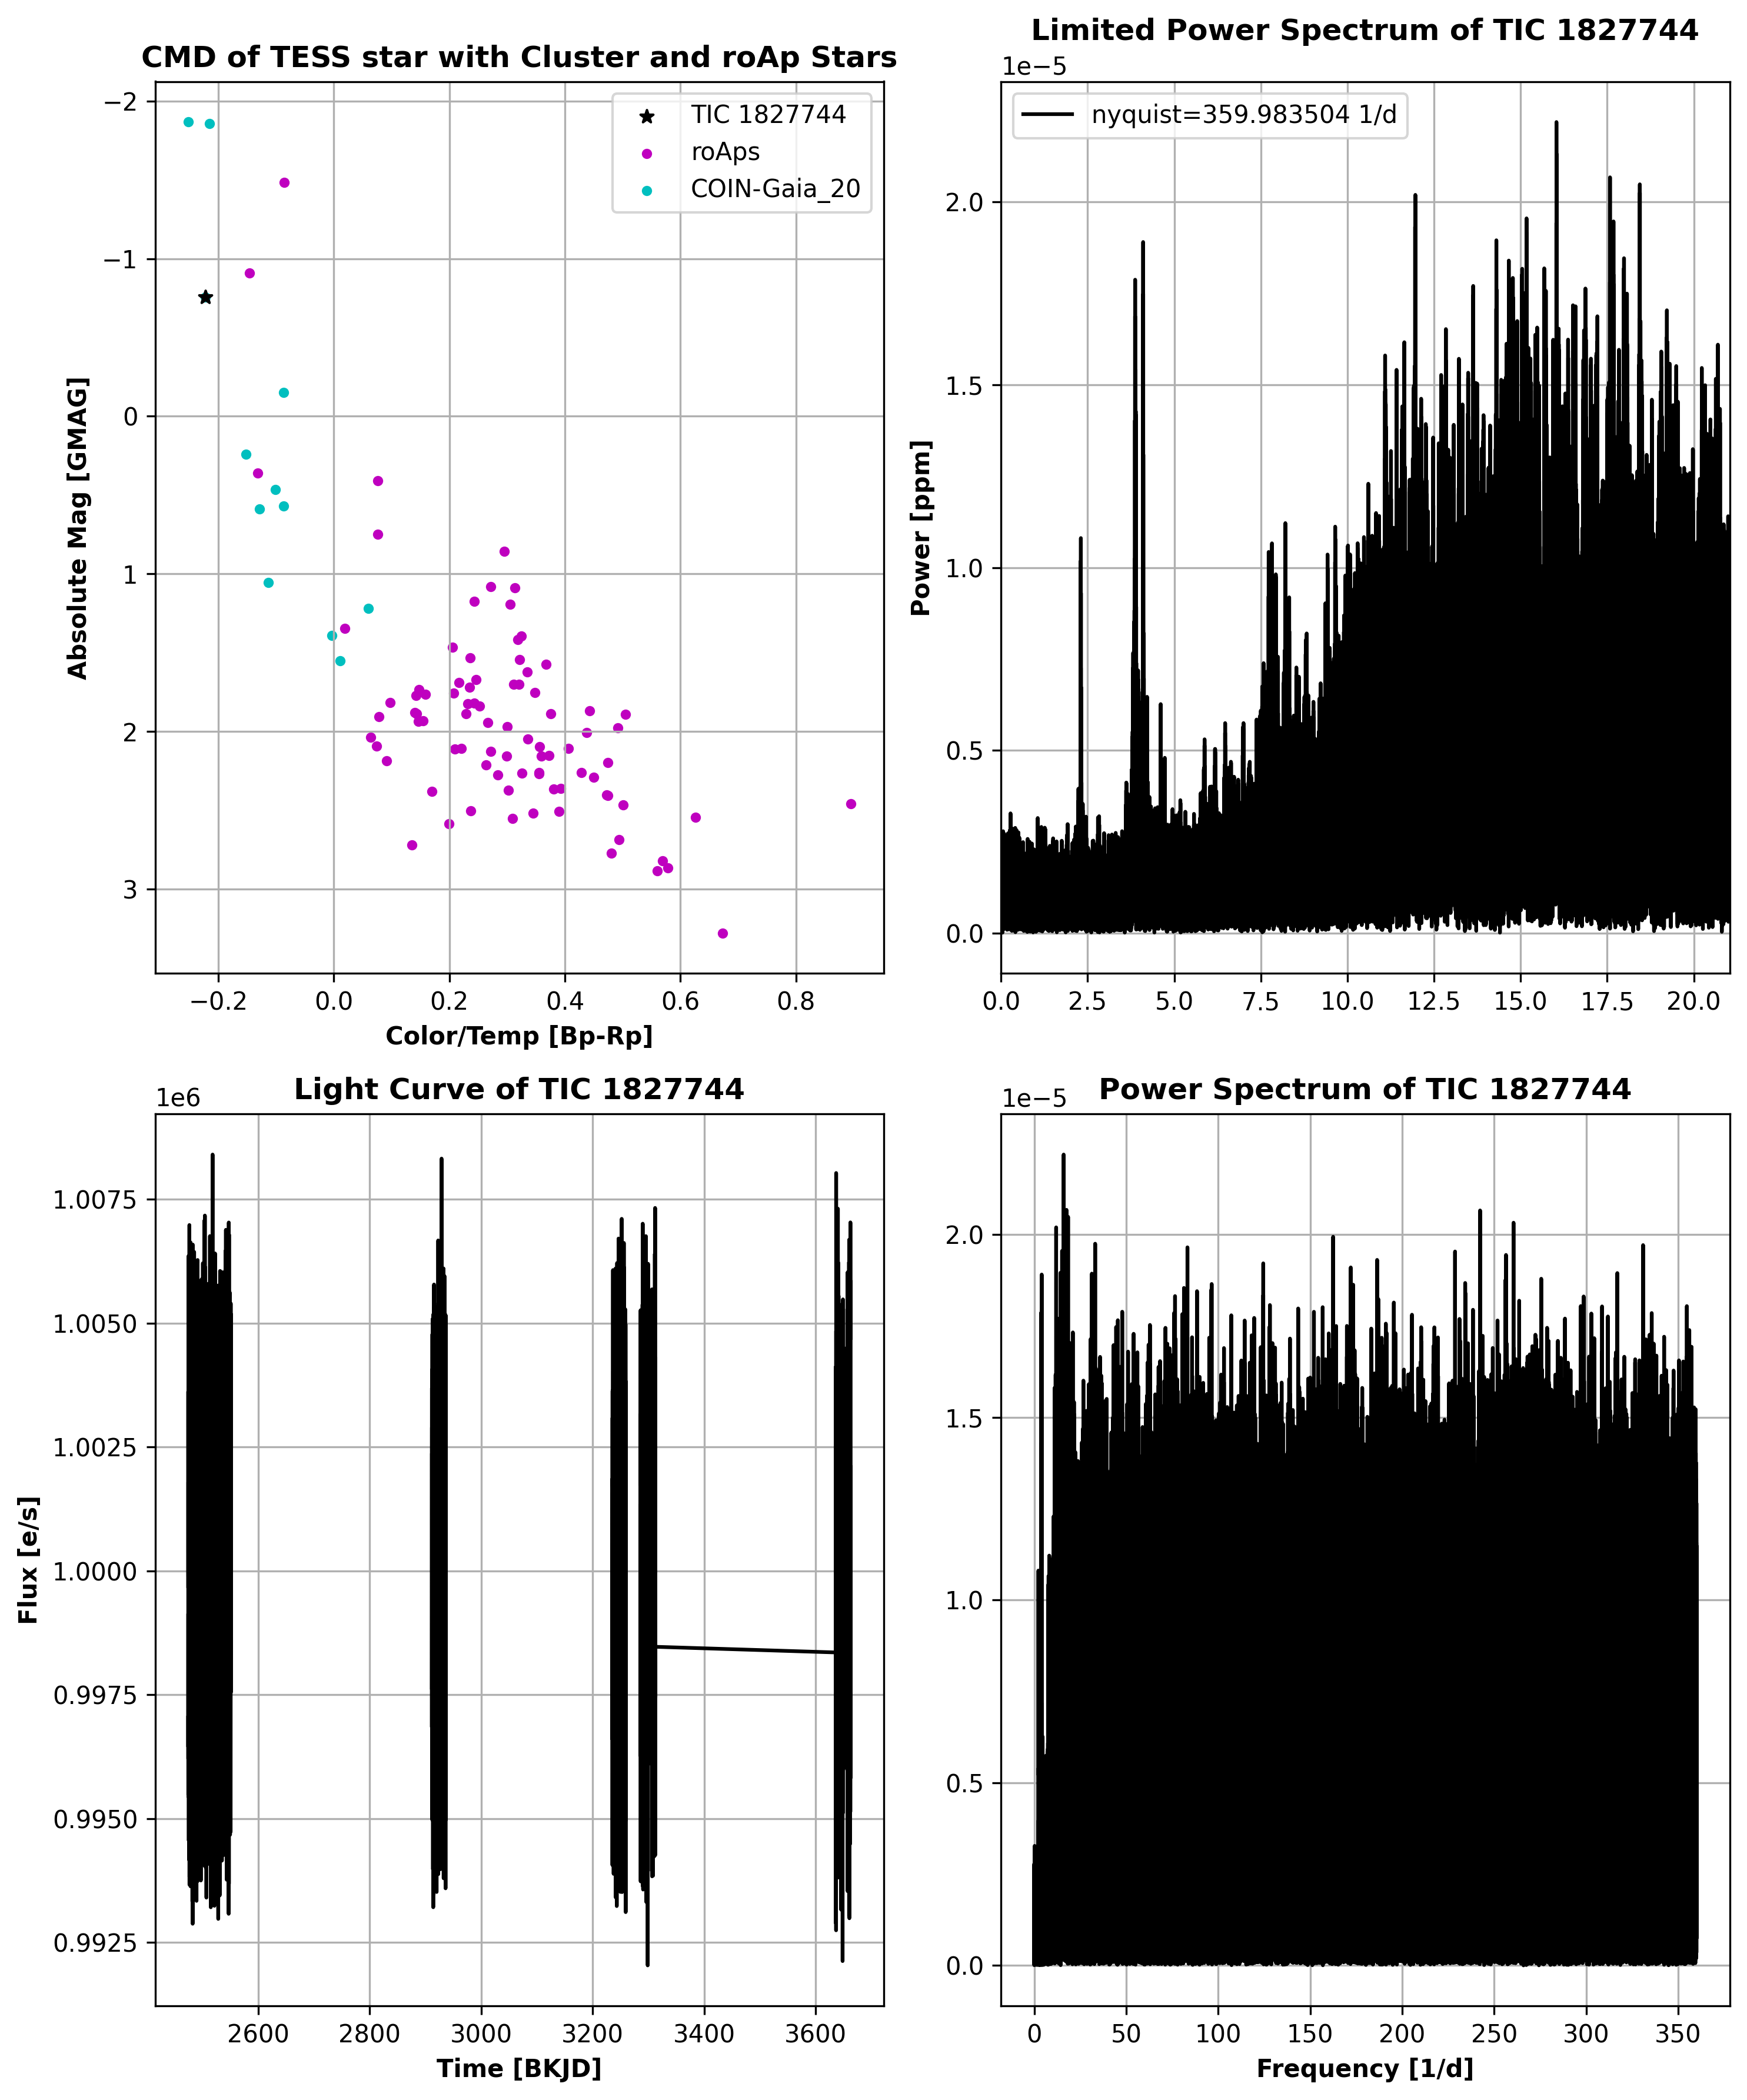 CMD of TESS star with Cluster and roAp Stars
TIC 1827744
roAps
COIN-Gaia_20
Absolute Mag [GMAG]
−2
−1
0
1
2
3
−0.2 0.0 0.2 0.4 0.6 0.8
Color/Temp [Bp-Rp]
Limited Power Spectrum of TIC 1827744
1e−5
nyquist=359.983504 1/d
Power [ppm]
2.0
1.5
1.0
0.5
0.0
0.0 2.5 5.0 7.5 10.0 12.5 15.0 17.5 20.0
Light Curve of TIC 1827744
1e6
Flux [e/s]
1.0075
1.0050
1.0025
1.0000
0.9975
0.9950
0.9925
2600 2800 3000 3200 3400 3600
Time [BKJD]
Power Spectrum of TIC 1827744
1e−5
2.0
1.5
1.0
0.5
0.0
0 50 100 150 200 250 300 350
Frequency [1/d]